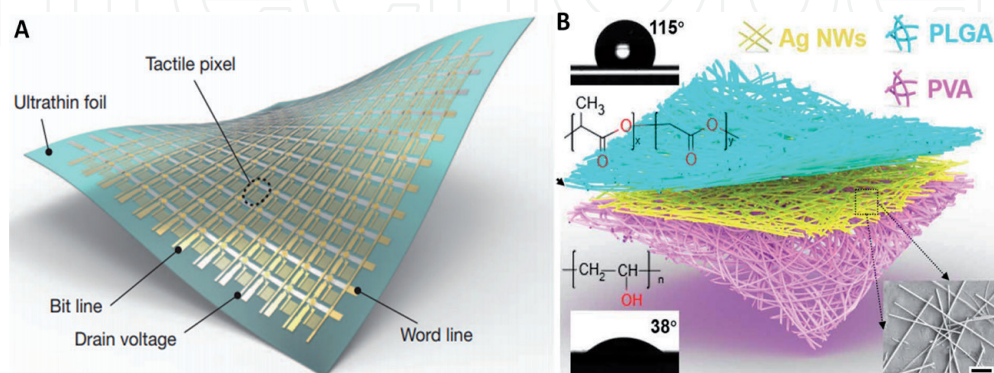 A
Tactile pixel
Ultrathin foil
Bit line
Drain voltage
Word line
B
115°
Ag NWs
PLGA
PVA
CH₃
O
O
x
O
O
y
[CH₂—CH]n
OH
38°